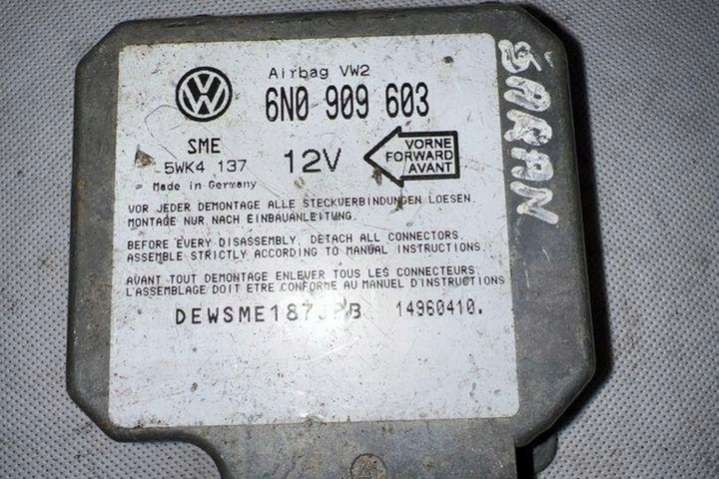 Airbag VW2
6N0 909 603
SME
5WK4 137
Made in Germany
12V
VORNE
FORWARD
AVANT
VOR JEDER DEMONTAGE ALLE STECKVERBINDUNGEN LOESEN.
MONTAGE NUR NACH EINBAUANLEITUNG.
BEFORE EVERY DISASSEMBLY, DETACH ALL CONNECTORS.
ASSEMBLE STRICTLY ACCORDING TO MANUAL INSTRUCTIONS.
AVANT TOUT DEMONTAGE ENLEVER TOUS LES CONNECTEURS.
L'ASSEMBLAGE DOIT ETRE CONFORME AU MANUEL D'INSTRUCTIONS
14960410.
SARAN